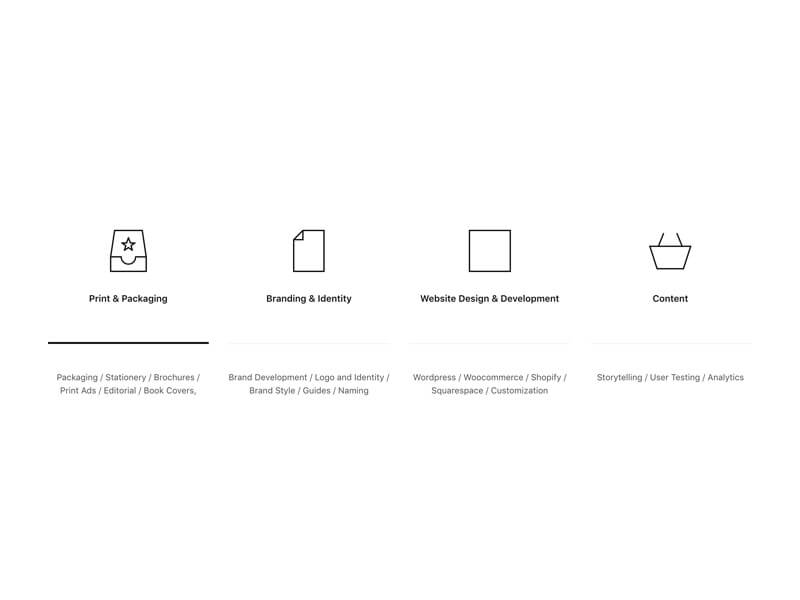 Print & Packaging
Branding & Identity
Website Design & Development
Content
Packaging / Stationery / Brochures /
Print Ads / Editorial / Book Covers,
Brand Development / Logo and Identity /
Brand Style / Guides / Naming
Wordpress / Woocommerce / Shopify /
Squarespace / Customization
Storytelling / User Testing / Analytics